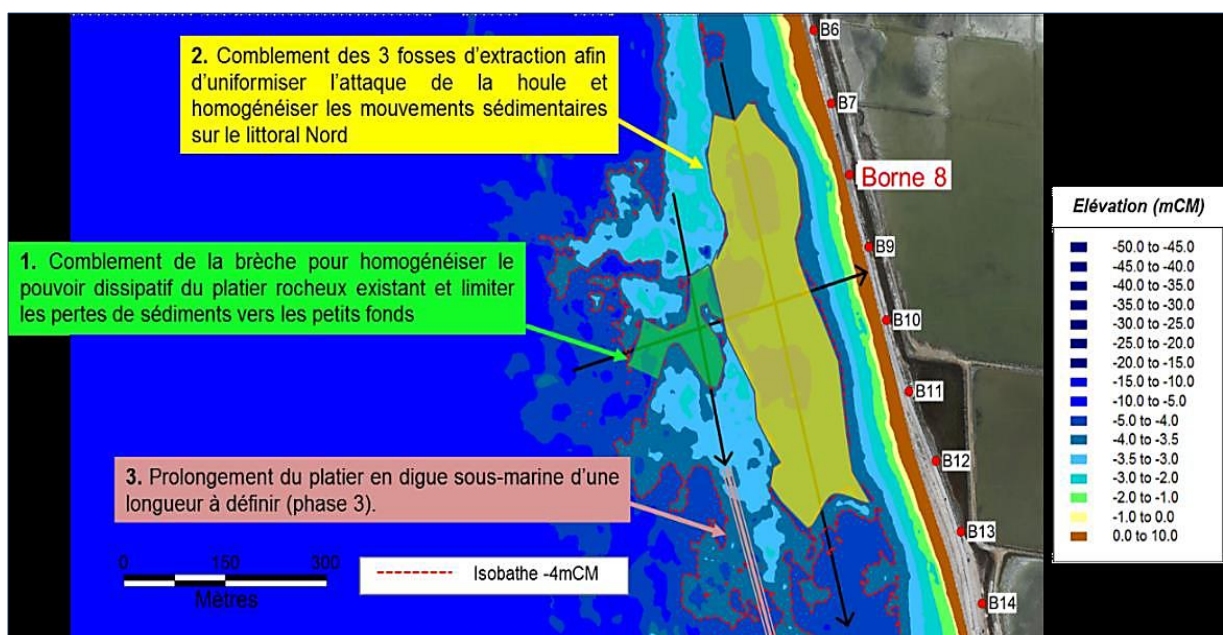 2. Comblement des 3 fosses d'extraction afin
d'uniformiser l'attaque de la houle et
homogénéiser les mouvements sédimentaires
sur le littoral Nord
1. Comblement de la brèche pour homogénéiser le
pouvoir dissipatif du platier rocheux existant et limiter
les pertes de sédiments vers les petits fonds
3. Prolongement du platier en digue sous-marine d'une
longueur à définir (phase 3).
0 150 300
Mètres
Isobathe -4mCM
B6
B7
Borne 8
B9
B10
B11
B12
B13
B14
Elévation (mCM)
-50.0 to -45.0
-45.0 to -40.0
-40.0 to -35.0
-35.0 to -30.0
-30.0 to -25.0
-25.0 to -20.0
-20.0 to -15.0
-15.0 to -10.0
-10.0 to -5.0
-5.0 to -4.0
-4.0 to -3.5
-3.5 to -3.0
-3.0 to -2.0
-2.0 to -1.0
-1.0 to 0.0
0.0 to 10.0